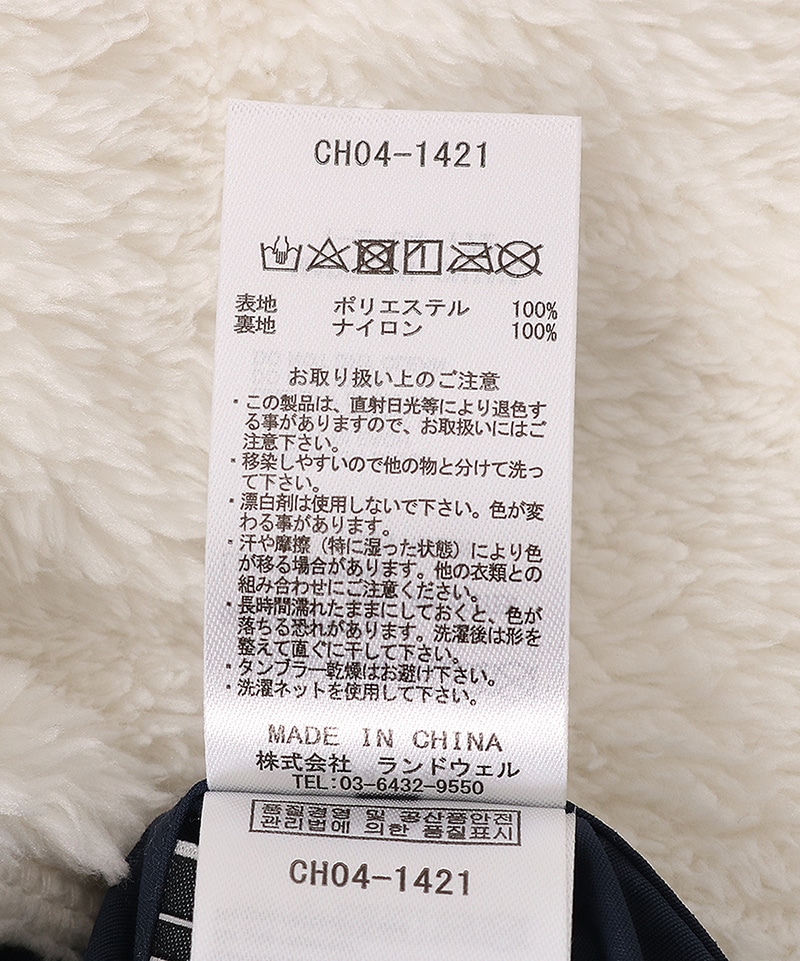 CH04-1421
表地 ポリエステル 100%
裏地 ナイロン 100%
お取り扱い上のご注意
・この製品は、直射日光等により退色す
る事がありますので、お取扱いにはご
注意下さい。
・移染しやすいので他の物と分けて洗っ
て下さい。
・漂白剤は使用しないで下さい。色が変
わる事があります。
・汗や摩擦（特に湿った状態）により色
が移る場合があります。他の衣類との
組み合わせにご注意ください。
・長時間濡れたままにしておくと、色が
落ちる恐れがあります。洗濯後は形を
整えて直ぐに干して下さい。
・タンブラー乾燥はお避け下さい。
・洗濯ネットを使用して下さい。
MADE IN CHINA
株式会社 ランドウェル
TEL:03-6432-9550
품질경영 및 공산품안전
관리법에 의한 품질표시
CH04-1421